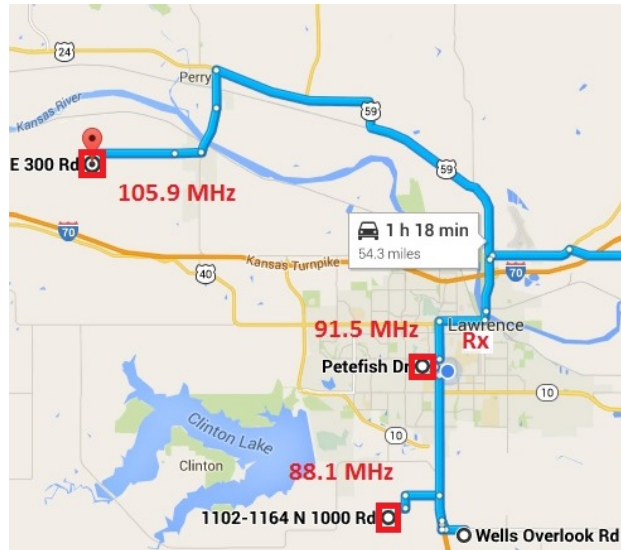 24
Perry
Kansas River
59
E 300 Rd
105.9 MHz
59
70
1 h 18 min
54.3 miles
Kansas Turnpike
40
70
91.5 MHz
Lawrence
Rx
Petefish Dr
10
Clinton Lake
10
Clinton
88.1 MHz
1102-1164 N 1000 Rd
Wells Overlook Rd